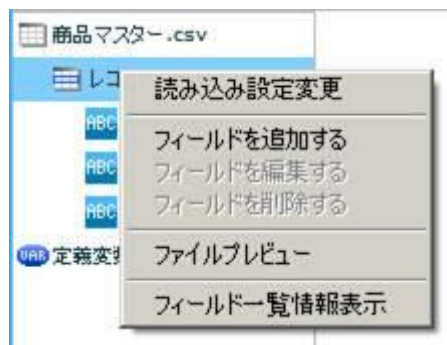 商品マスター.csv
レコ
読み込み設定変更
フィールドを追加する
ABC
フィールドを編集する
ABC
フィールドを削除する
ABC
VAR 定義変
ファイルプレビュー
フィールド一覧情報表示